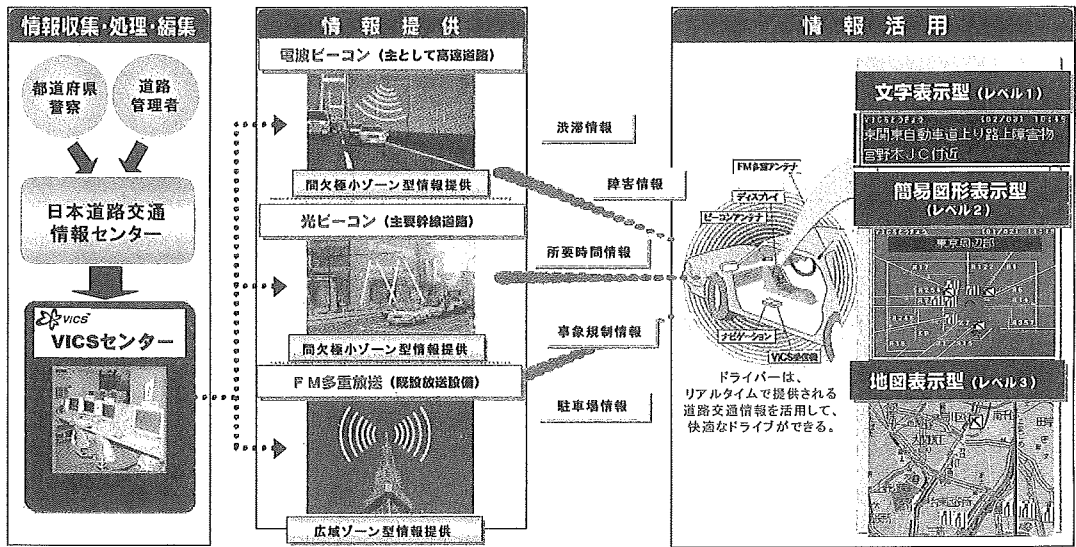 情報収集・処理・編集
都道府県
警察
道路
管理者
日本道路交通
情報センター
VICS
VICSセンター
情報提供
電波ビーコン (主として高速道路)
間欠極小ゾーン型情報提供
光ビーコン (主要幹線道路)
間欠極小ゾーン型情報提供
FM多重放送 (既設放送設備)
広域ゾーン型情報提供
渋滞情報
障害情報
所要時間情報
事象規制情報
駐車場情報
情報活用
FM多重アンテナ
ディスプレイ
ビーコンアンテナ
ナビゲーション
VICS受信機
ドライバーは、
リアルタイムで提供される
道路交通情報を活用して、
快適なドライブができる。
文字表示型 (レベル1)
東関東自動車道上り路上障害物
宮野木JC付近
簡易図形表示型
(レベル2)
東京周辺部
地図表示型 (レベル3)